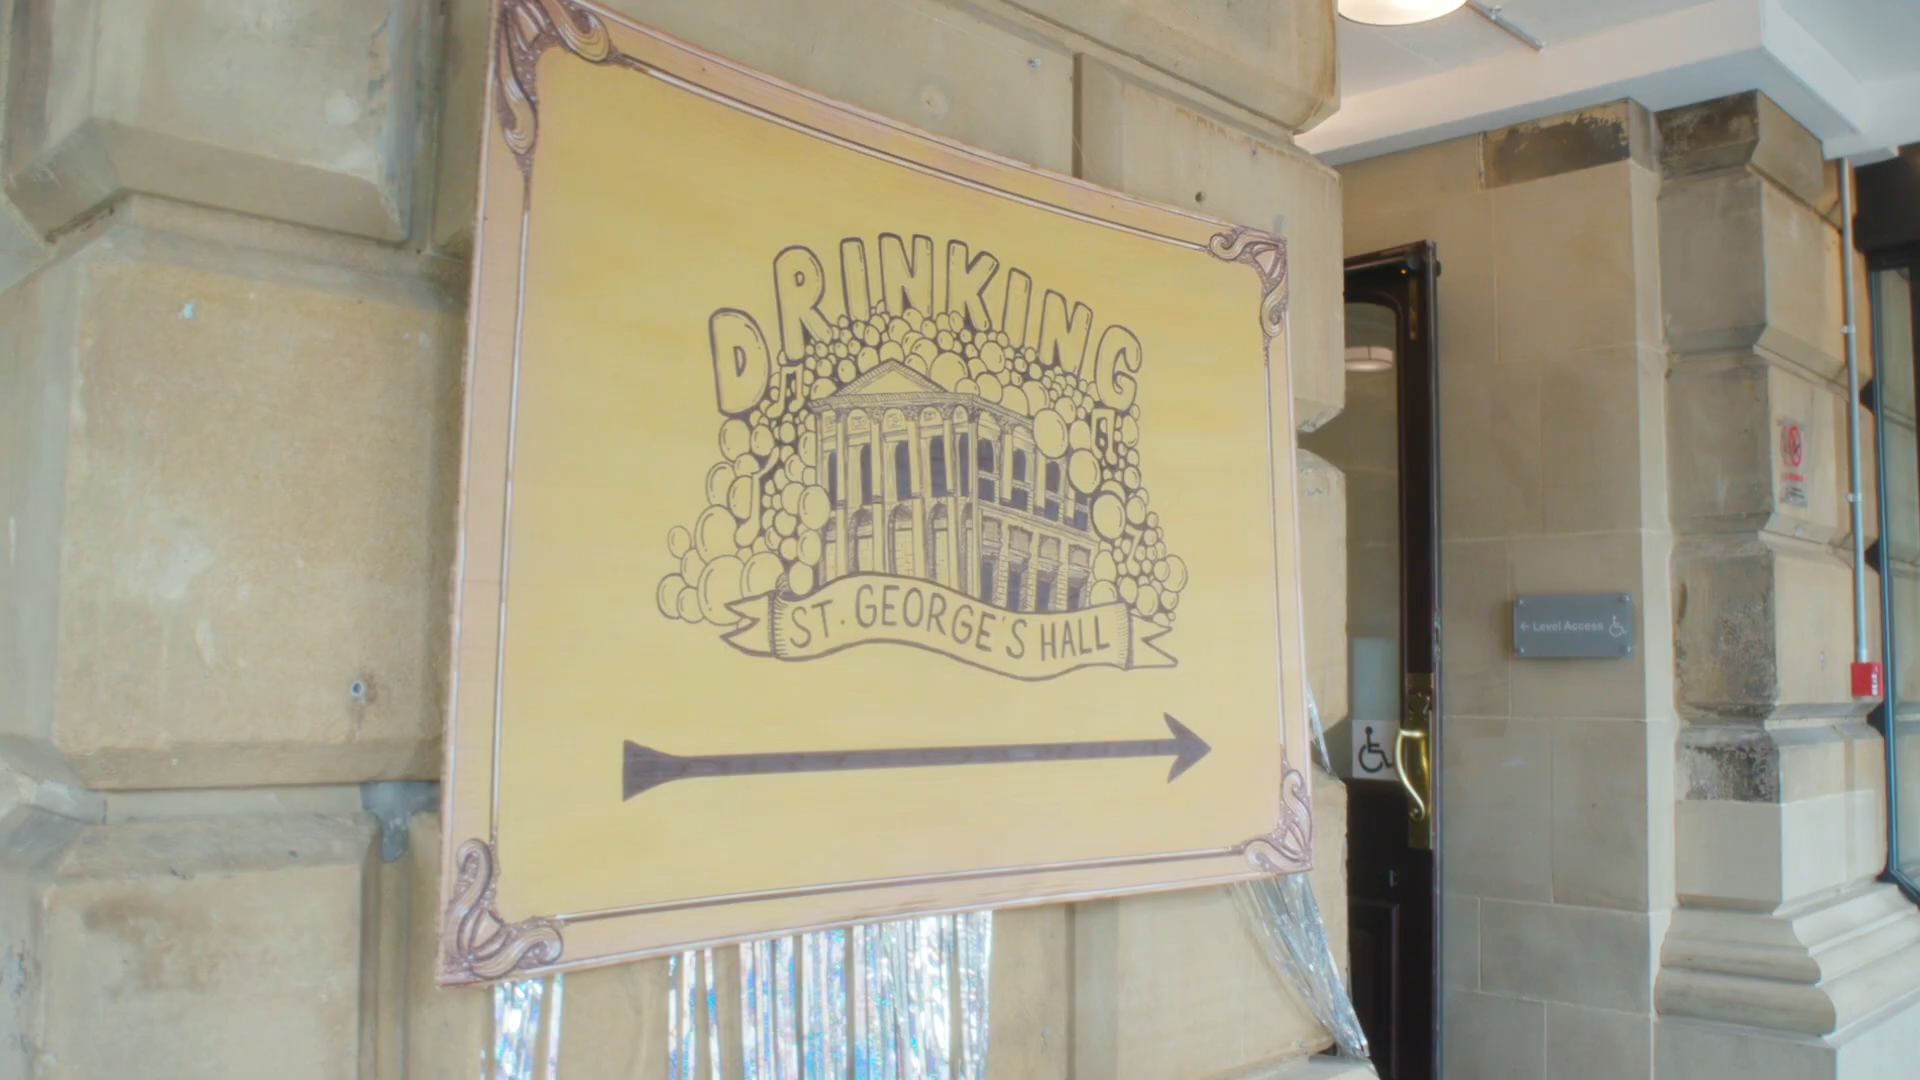 DRINKING
ST. GEORGE'S HALL
← Level Access